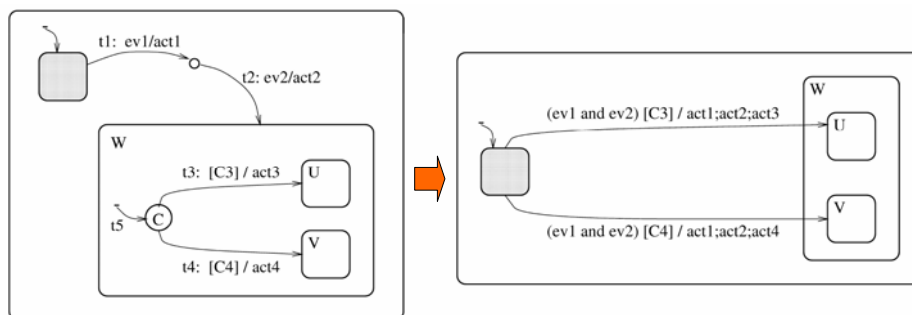 t1: ev1/act1
t2: ev2/act2
W
t3: [C3] / act3
U
C
t5
V
t4: [C4] / act4
W
(ev1 and ev2) [C3] / act1;act2;act3
U
V
(ev1 and ev2) [C4] / act1;act2;act4